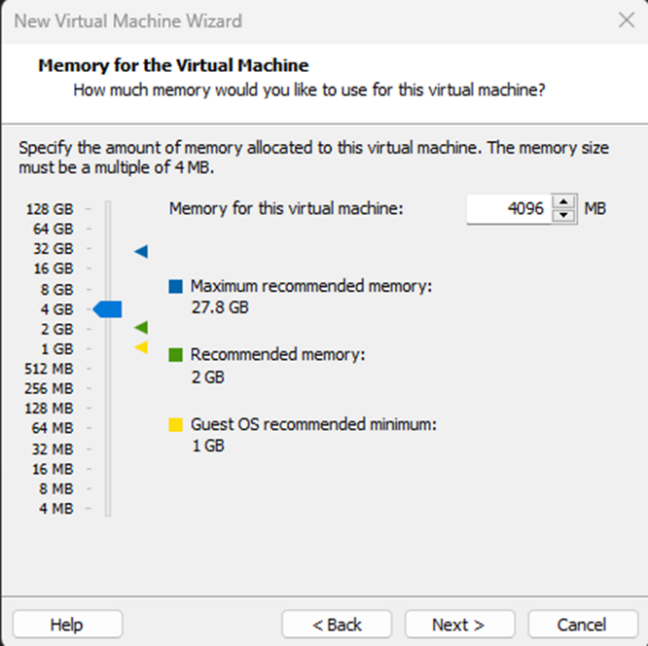 New Virtual Machine Wizard
Memory for the Virtual Machine
How much memory would you like to use for this virtual machine?
Specify the amount of memory allocated to this virtual machine. The memory size
must be a multiple of 4 MB.
128 GB
64 GB
32 GB
16 GB
8 GB
4 GB
2 GB
1 GB
512 MB
256 MB
128 MB
64 MB
32 MB
16 MB
8 MB
4 MB
Memory for this virtual machine: 4096 MB
Maximum recommended memory:
27.8 GB
Recommended memory:
2 GB
Guest OS recommended minimum:
1 GB
Help
< Back
Next >
Cancel